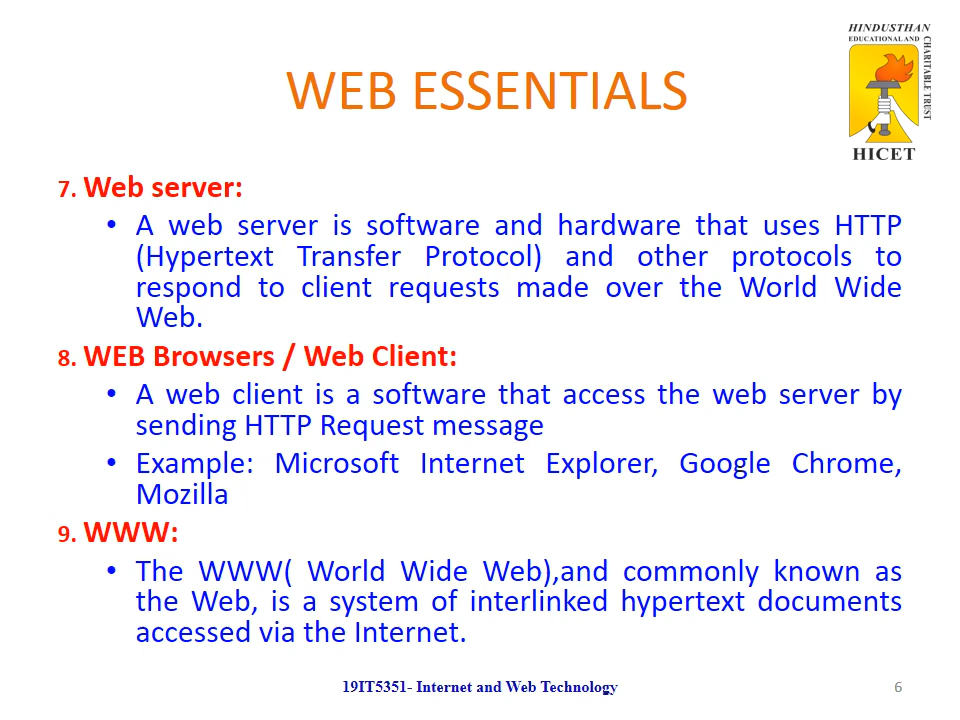 HINDUSTHAN
EDUCATIONAL AND
CHARITABLE TRUST
HICET
WEB ESSENTIALS
7. Web server:
• A web server is software and hardware that uses HTTP
(Hypertext Transfer Protocol) and other protocols to
respond to client requests made over the World Wide
Web.
8. WEB Browsers / Web Client:
• A web client is a software that access the web server by
sending HTTP Request message
• Example: Microsoft Internet Explorer, Google Chrome,
Mozilla
9. WWW:
• The WWW( World Wide Web),and commonly known as
the Web, is a system of interlinked hypertext documents
accessed via the Internet.
19IT5351- Internet and Web Technology
6